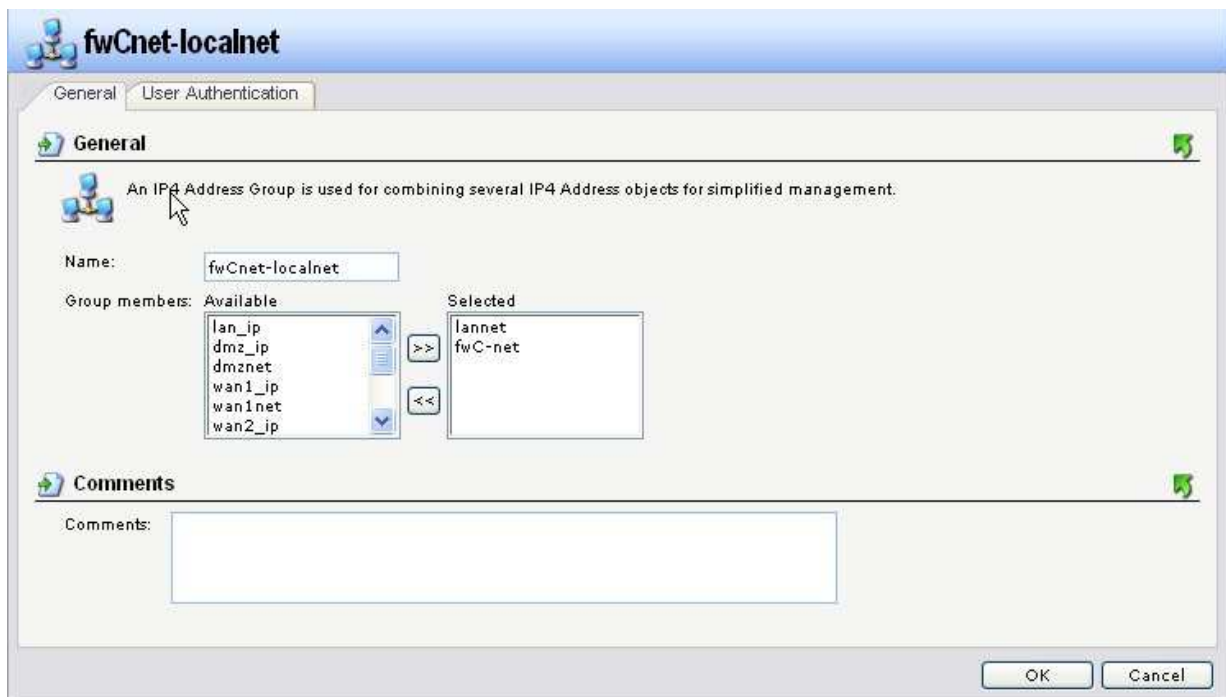 fwCnet-localnet
General User Authentication
General
An IP4 Address Group is used for combining several IP4 Address objects for simplified management.
Name: fwCnet-localnet
Group members: Available Selected
lan_ip
dmz_ip
dmznet
wan1_ip
wan1net
wan2_ip
>>
<<
lannet
fwC-net
Comments
Comments:
OK Cancel